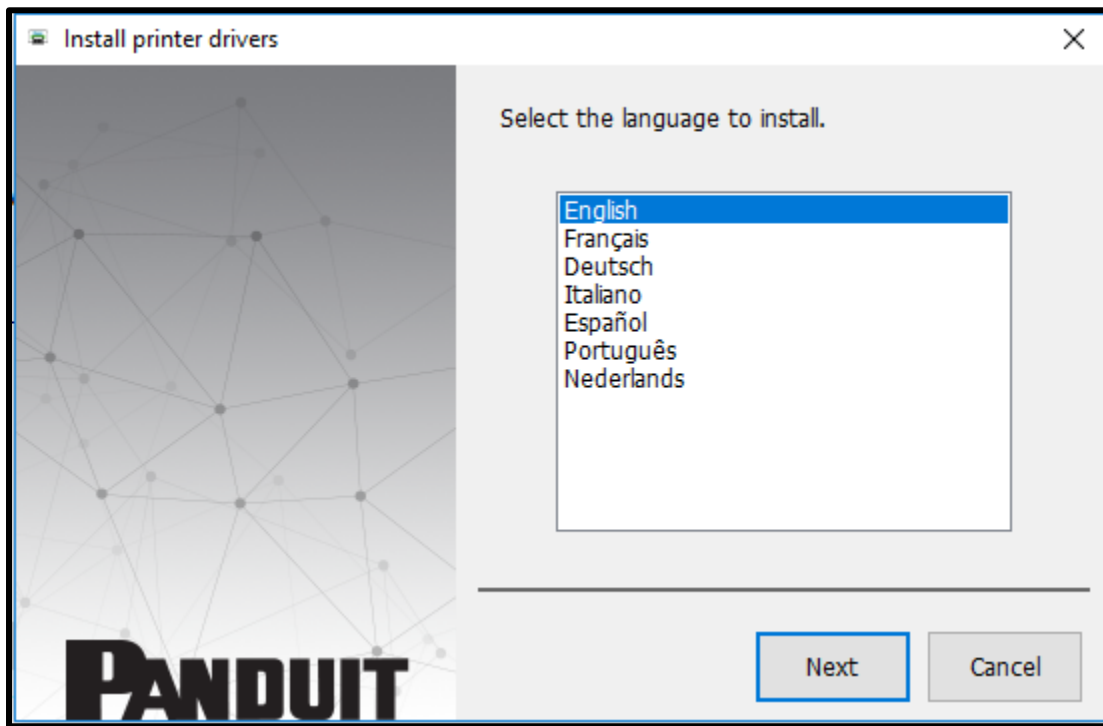 Install printer drivers
Select the language to install.
English
Français
Deutsch
Italiano
Español
Português
Nederlands
Next
Cancel
PANDUIT